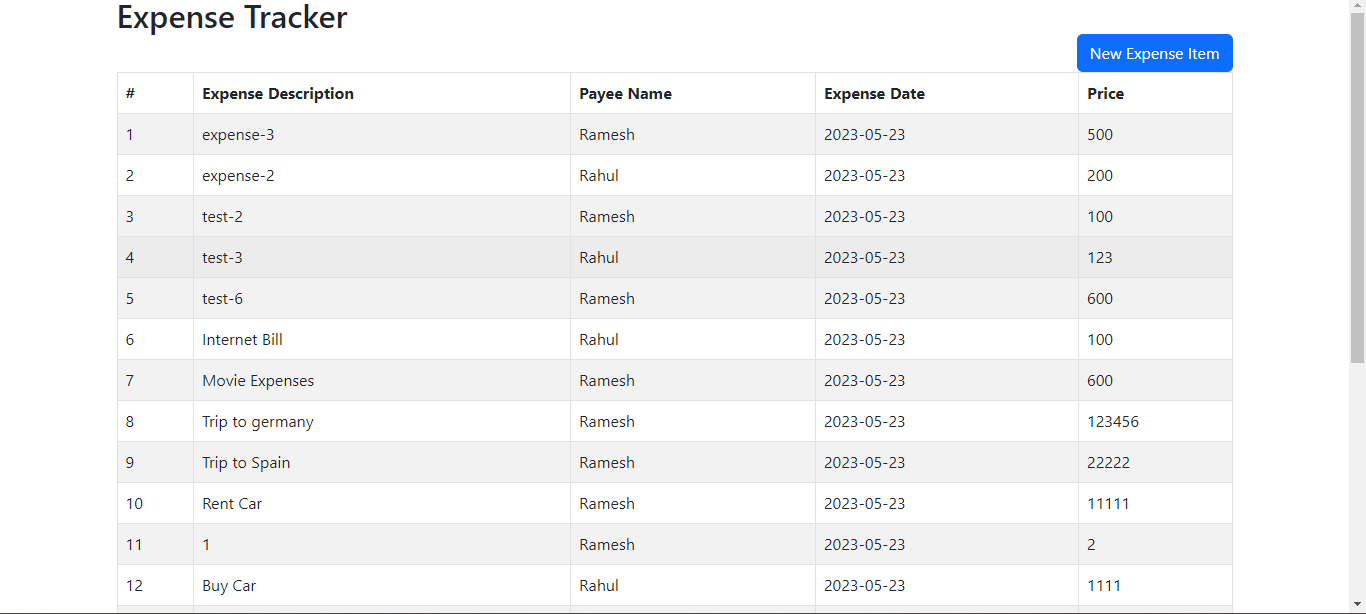 Expense Tracker
New Expense Item
# Expense Description Payee Name Expense Date Price
1 expense-3 Ramesh 2023-05-23 500
2 expense-2 Rahul 2023-05-23 200
3 test-2 Ramesh 2023-05-23 100
4 test-3 Rahul 2023-05-23 123
5 test-6 Ramesh 2023-05-23 600
6 Internet Bill Rahul 2023-05-23 100
7 Movie Expenses Ramesh 2023-05-23 600
8 Trip to germany Ramesh 2023-05-23 123456
9 Trip to Spain Ramesh 2023-05-23 22222
10 Rent Car Ramesh 2023-05-23 11111
11 1 Ramesh 2023-05-23 2
12 Buy Car Rahul 2023-05-23 1111